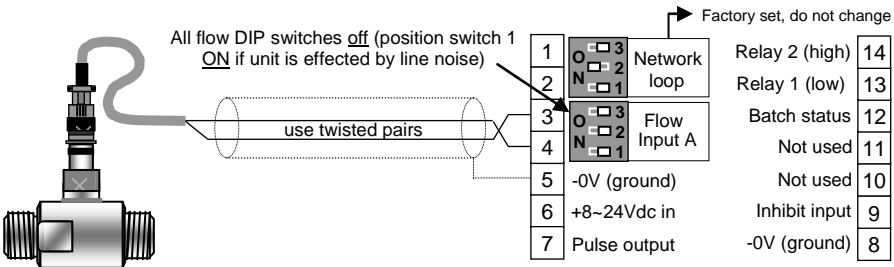 Factory set, do not change
All flow DIP switches off (position switch 1
ON if unit is effected by line noise)
use twisted pairs
1
2
3
4
5 -0V (ground)
6 +8~24Vdc in
7 Pulse output
O
N
3
2
1
Network
loop
O
N
3
2
1
Flow
Input A
Relay 2 (high) 14
Relay 1 (low) 13
Batch status 12
Not used 11
Not used 10
Inhibit input 9
-0V (ground) 8